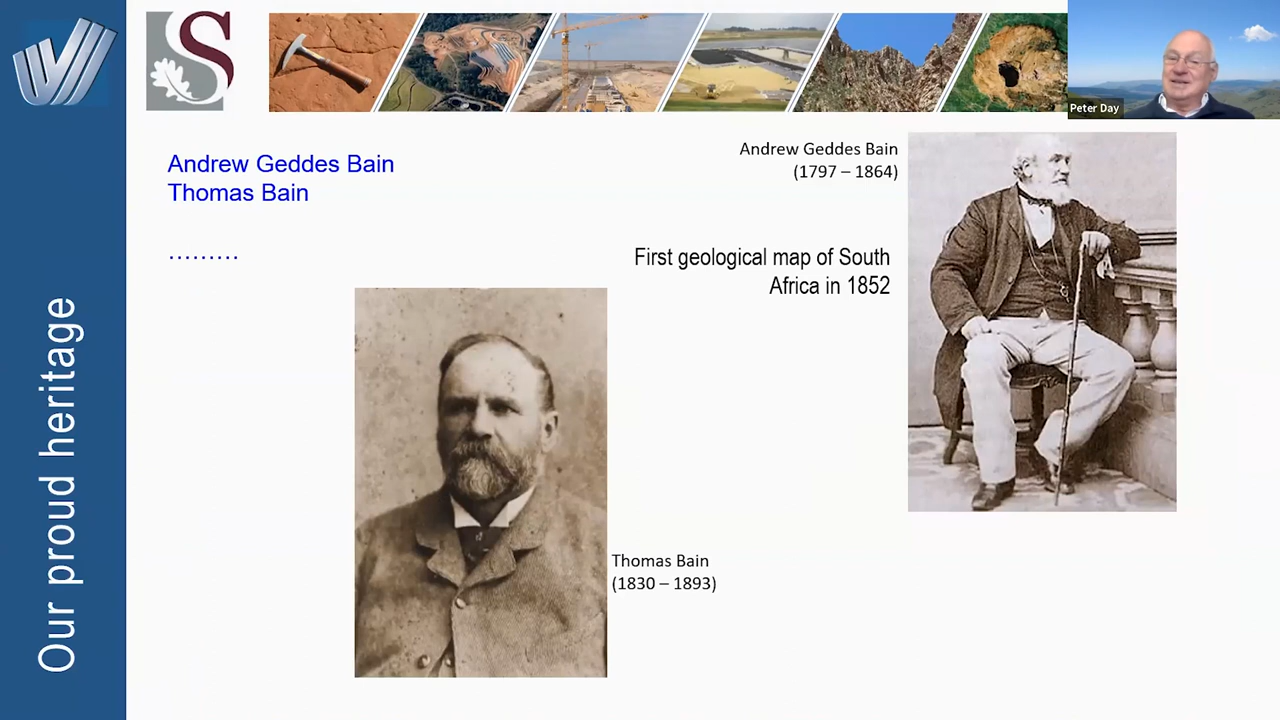 Peter Day
Andrew Geddes Bain
Thomas Bain
.........
Andrew Geddes Bain
(1797 – 1864)
First geological map of South
Africa in 1852
Thomas Bain
(1830 – 1893)
Our proud heritage
S